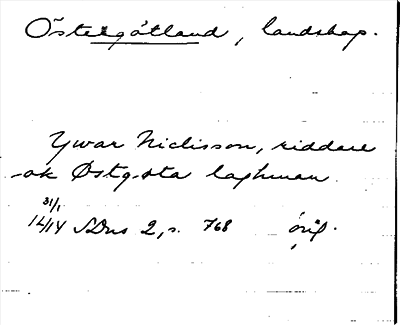 Östergötland, landskap.
Ywar Niclisson, riddare
ok Østgøta laghman.
31/1
1414 SDns 2, s. 768 orig.